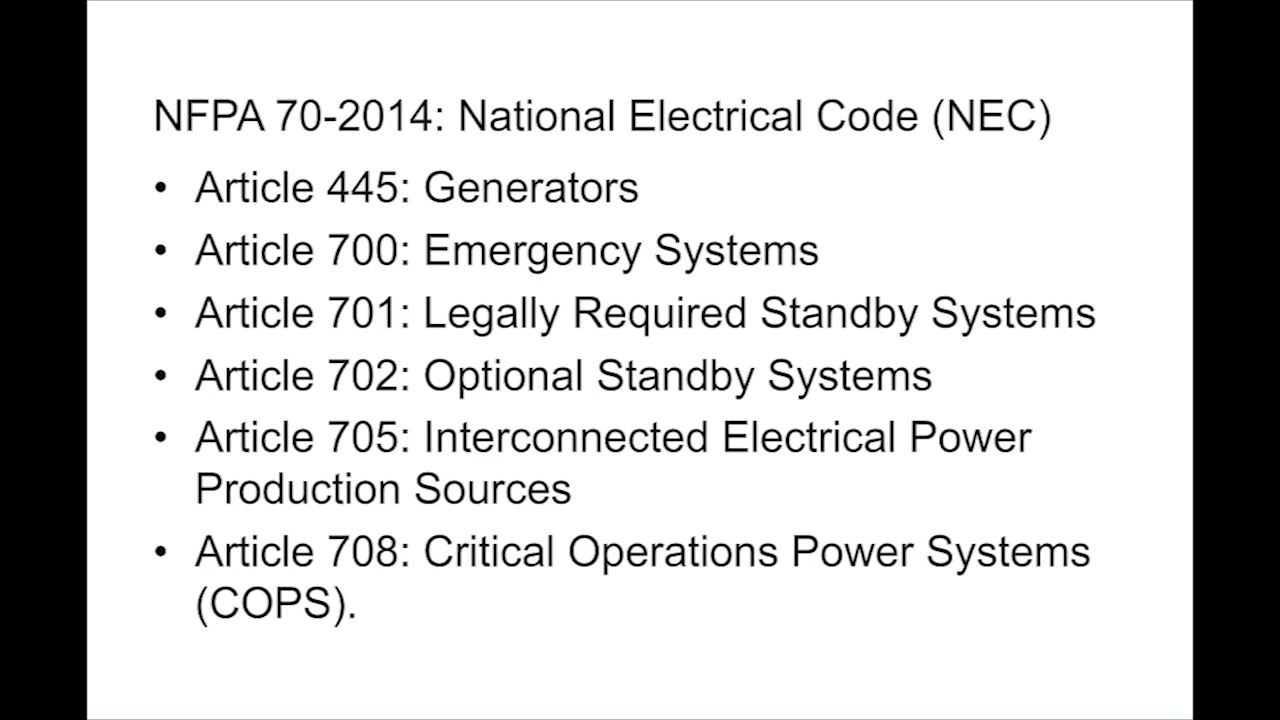 NFPA 70-2014: National Electrical Code (NEC)
• Article 445: Generators
• Article 700: Emergency Systems
• Article 701: Legally Required Standby Systems
• Article 702: Optional Standby Systems
• Article 705: Interconnected Electrical Power
Production Sources
• Article 708: Critical Operations Power Systems
(COPS).